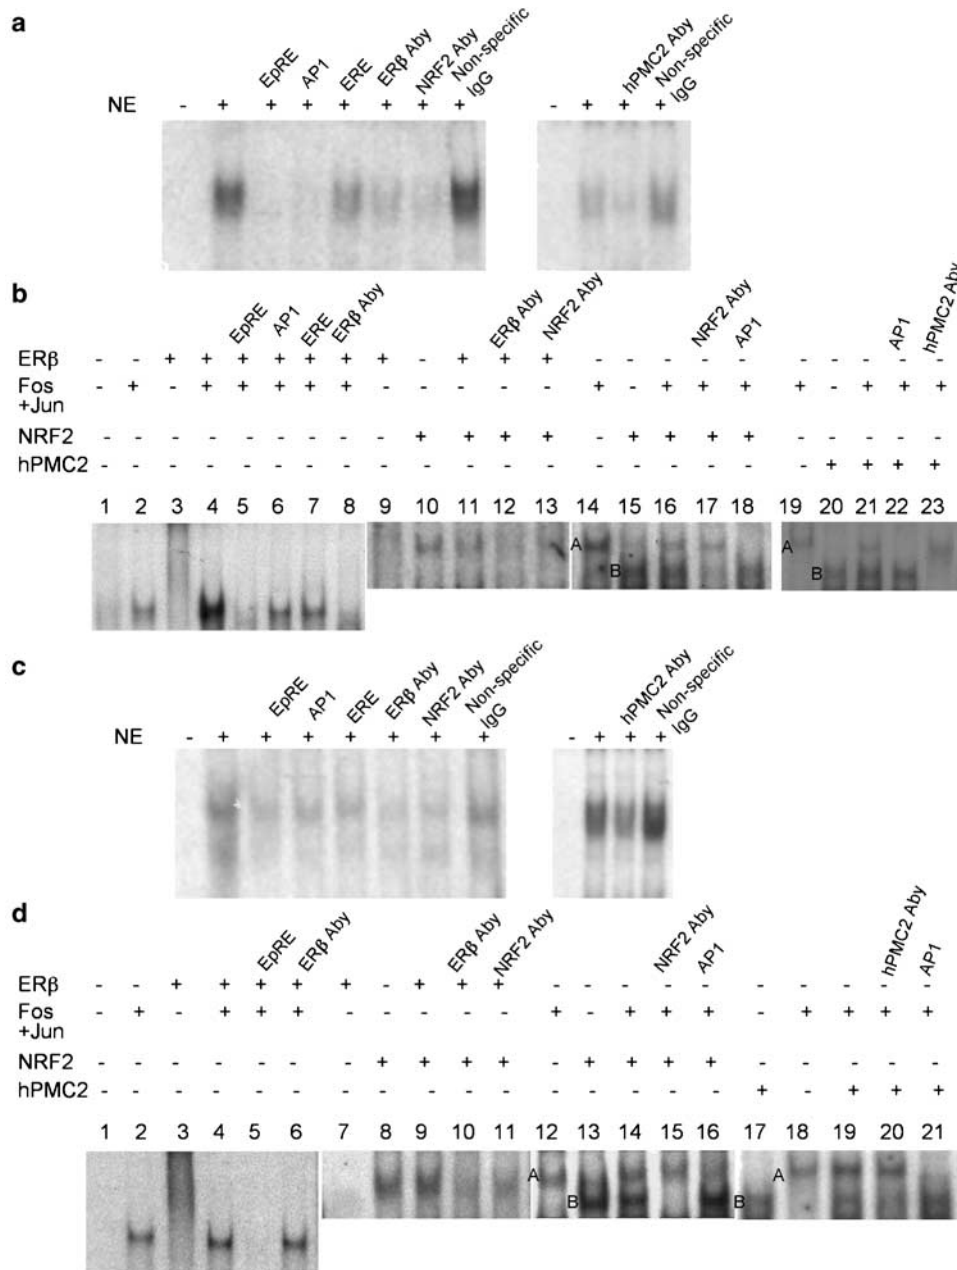 a
EpRE AP1 ERE ERβ Aby NRF2 Aby Non-specific IgG hPMC2 Aby Non-specific IgG
NE - + + + + + + + - + + +
b
EpRE AP1 ERE ERβ Aby ERβ Aby NRF2 Aby NRF2 Aby AP1 AP1 hPMC2 Aby
ERβ - - + + + + + + + - + + + - - - - - - - - - -
Fos +Jun - + - + + + + + - - - - - + - + + + + - + + +
NRF2 - - - - - - - - - + + + + - + + + + - - - - -
hPMC2 - - - - - - - - - - - - - - - - - - - + + + +
1 2 3 4 5 6 7 8 9 10 11 12 13 14 15 16 17 18 19 20 21 22 23
A B A B
c
EpRE AP1 ERE ERβ Aby NRF2 Aby Non-specific IgG hPMC2 Aby Non-specific IgG
NE - + + + + + + + - + + +
d
EpRE ERβ Aby ERβ Aby NRF2 Aby NRF2 Aby AP1 hPMC2 Aby AP1
ERβ - - + + + + + - + + + - - - - - - - - - -
Fos +Jun - + - + + + - - - - - + - + + + - + + + +
NRF2 - - - - - - - + + + + - + + + + - - - - -
hPMC2 - - - - - - - - - - - - - - - - + - + + +
1 2 3 4 5 6 7 8 9 10 11 12 13 14 15 16 17 18 19 20 21
A B A B